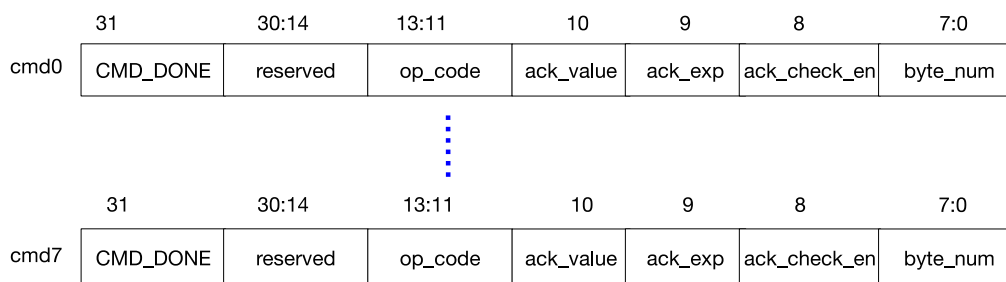 31 30:14 13:11 10 9 8 7:0
cmd0 CMD_DONE reserved op_code ack_value ack_exp ack_check_en byte_num
31 30:14 13:11 10 9 8 7:0
cmd7 CMD_DONE reserved op_code ack_value ack_exp ack_check_en byte_num